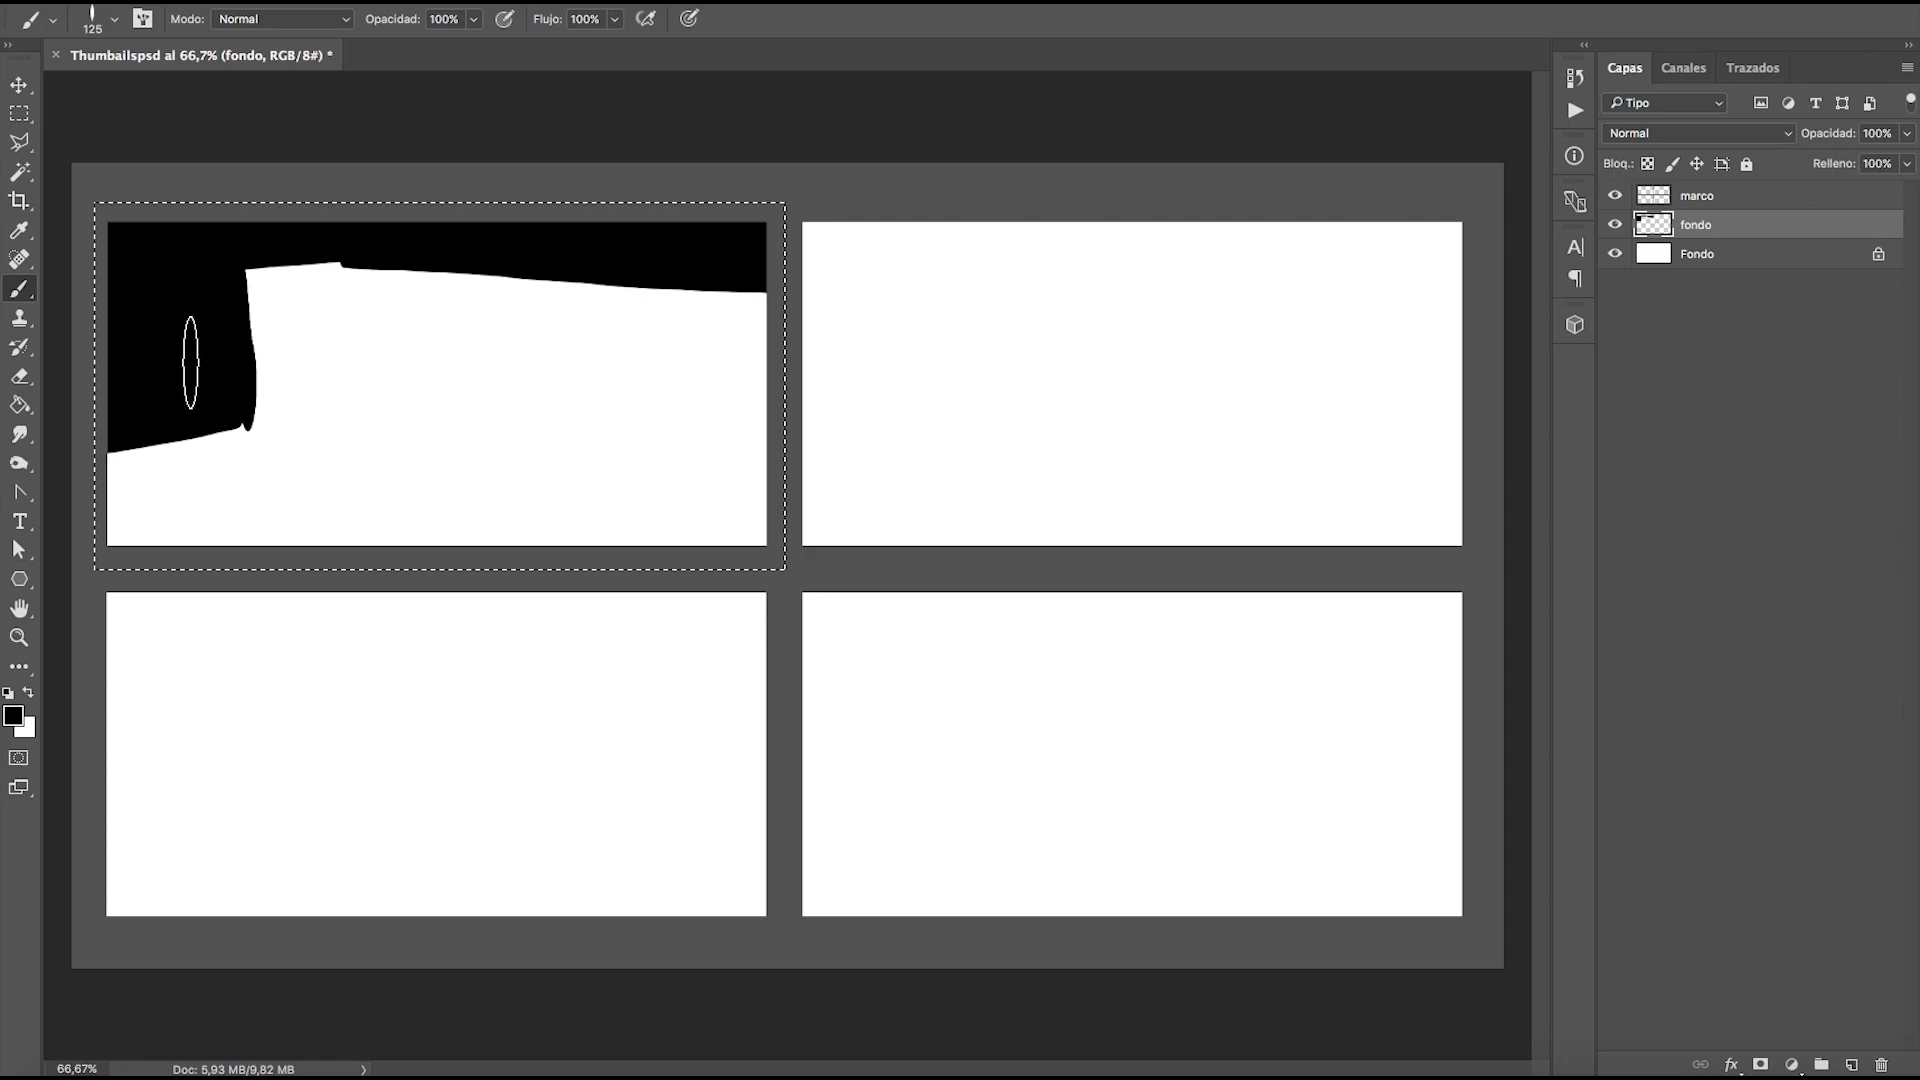 125 Modo: Normal Opacidad: 100% Flujo: 100%
× Thumbailspsd al 66,7% (fondo, RGB/8#) *
Capas Canales Trazados
Tipo
Normal Opacidad: 100%
Bloq.: Relleno: 100%
marco
fondo
Fondo
66,67% Doc: 5,93 MB/9,82 MB